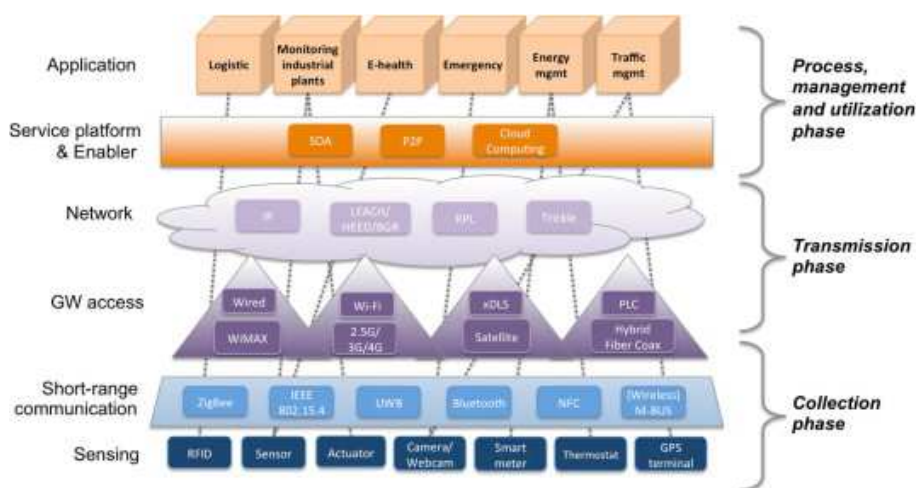 Application
Logistic
Monitoring
industrial
plants
E-health
Emergency
Energy
mgmt
Traffic
mgmt
Process,
management
and utilization
phase
Service platform
& Enabler
SOA
P2P
Cloud
Computing
Network
IP
LEACH/
HEED/BGR
RPL
Trickle
Transmission
phase
GW access
Wired
WIMAX
Wi-Fi
2.5G/
3G/4G
xDLS
Satellite
PLC
Hybrid
Fiber Coax
Short-range
communication
ZigBee
IEEE
802.15.4
UWB
Bluetooth
NFC
(Wireless)
M-BUS
Collection
phase
Sensing
RFID
Sensor
Actuator
Camera/
Webcam
Smart
meter
Thermostat
GPS
terminal